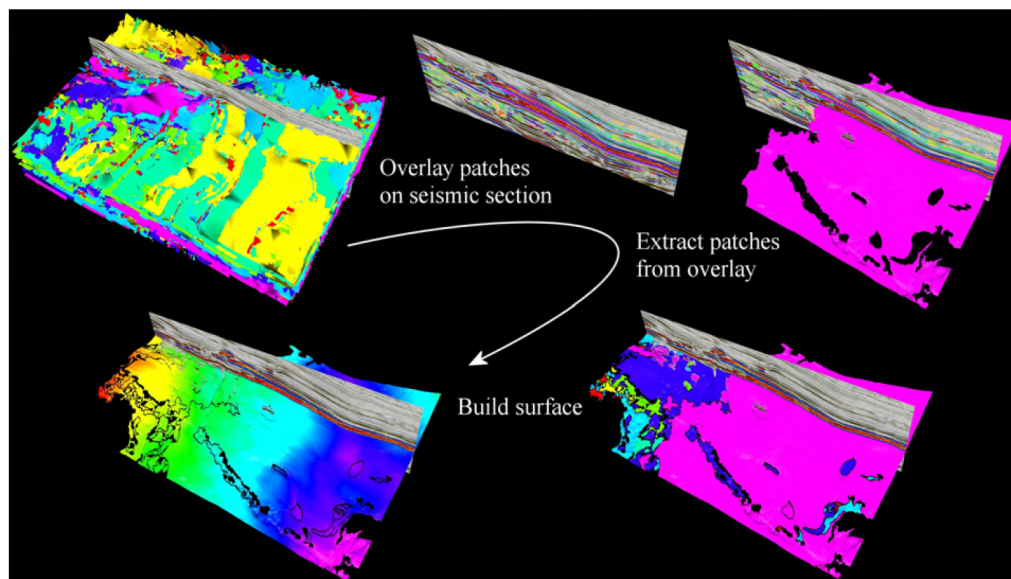 Overlay patches
on seismic section
Extract patches
from overlay
Build surface